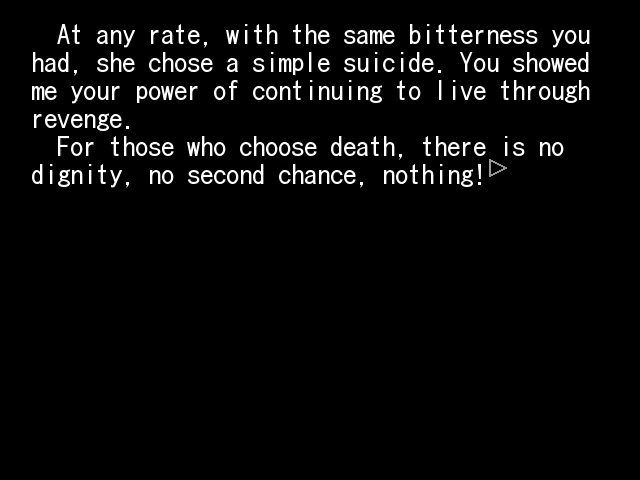 At any rate, with the same bitterness you
had, she chose a simple suicide. You showed
me your power of continuing to live through
revenge.
For those who choose death, there is no
dignity, no second chance, nothing!